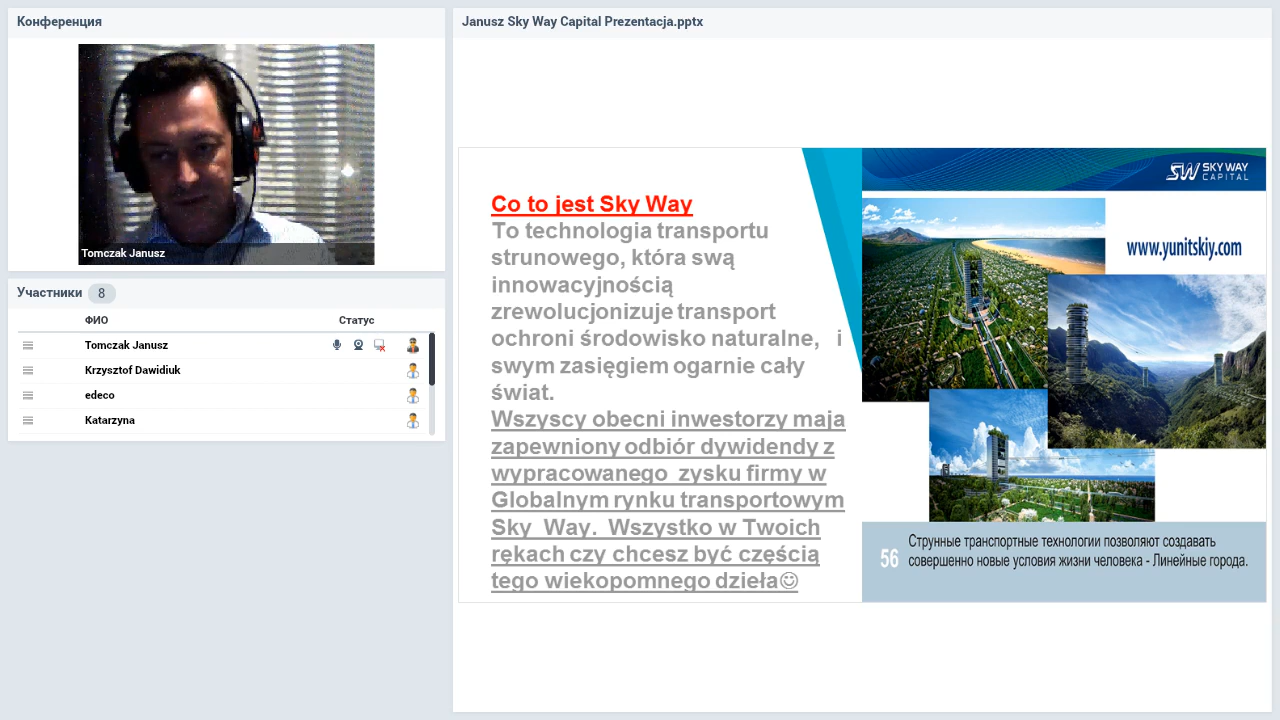 Конференция
Tomczak Janusz
Участники 8
ФИО Статус
Tomczak Janusz
Krzysztof Dawidiuk
edeco
Katarzyna
Janusz Sky Way Capital Prezentacja.pptx
Co to jest Sky Way
To technologia transportu
strunowego, która swą
innowacyjnością
zrewolucjonizuje transport
ochroni środowisko naturalne, i
swym zasięgiem ogarnie cały
świat.
Wszyscy obecni inwestorzy maja
zapewniony odbiór dywidendy z
wypracowanego zysku firmy w
Globalnym rynku transportowym
Sky Way. Wszystko w Twoich
rękach czy chcesz być częścią
tego wiekopomnego dzieła☺
SW SKY WAY
CAPITAL
www.yunitskiy.com
56 Струнные транспортные технологии позволяют создавать
совершенно новые условия жизни человека - Линейные города.